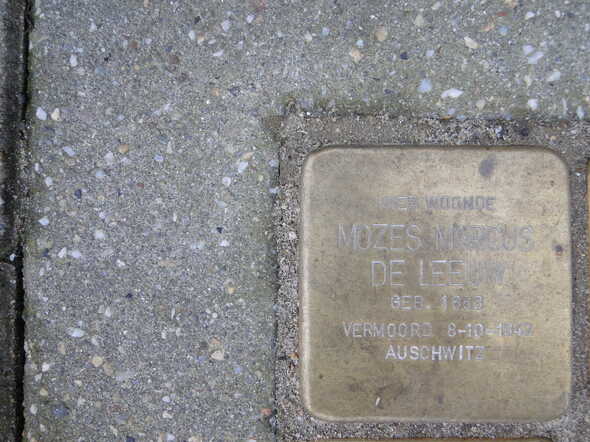 HIER WOONDE
MOZES MARCUS
DE LEEUW
GEB.
VERMOORD 8-10-1942
AUSCHWITZ